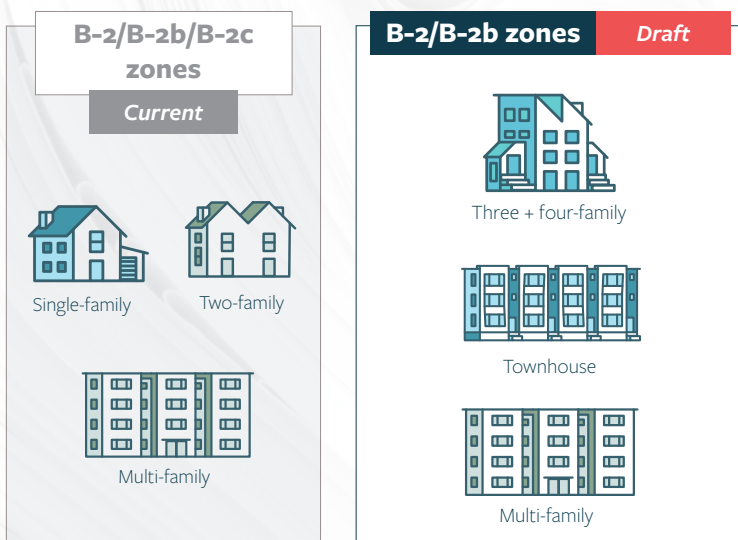 B-2/B-2b/B-2c
zones
Current
Single-family
Two-family
Multi-family
B-2/B-2b zones
Draft
Three + four-family
Townhouse
Multi-family